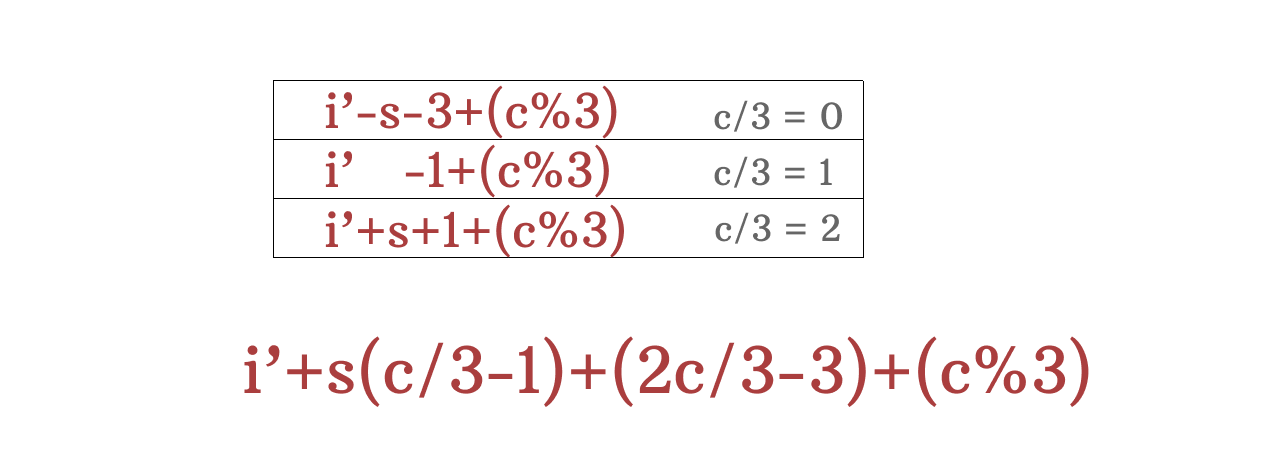 i’-s-3+(c%3) c/3 = 0
i’ -1+(c%3) c/3 = 1
i’+s+1+(c%3) c/3 = 2
i’+s(c/3-1)+(2c/3-3)+(c%3)